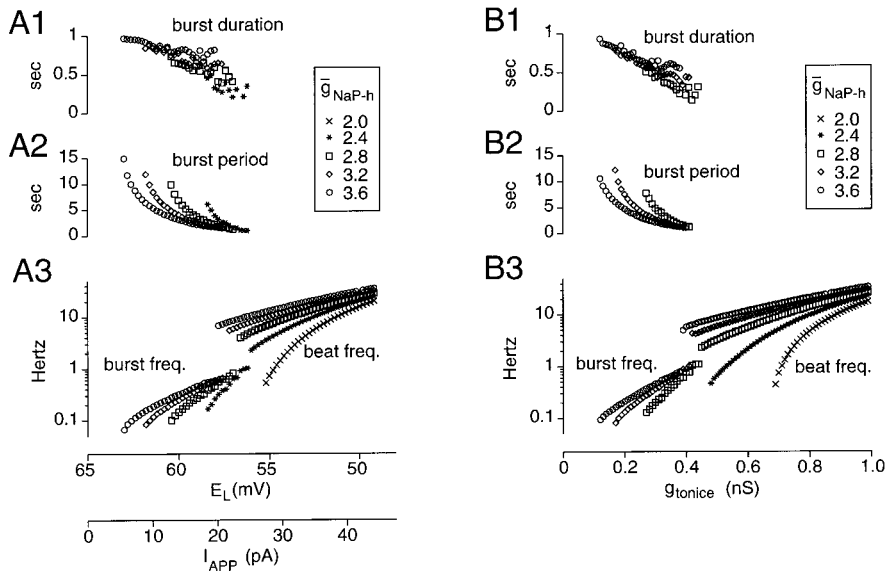 A1
burst duration
1
0.5
0
sec
ḡNaP-h
2.0
2.4
2.8
3.2
3.6
A2
burst period
15
10
5
0
sec
A3
10
1
0.1
Hertz
burst freq.
beat freq.
65
60
55
50
EL(mV)
0
10
20
30
40
IAPP (pA)
B1
burst duration
1
0.5
0
sec
ḡNaP-h
2.0
2.4
2.8
3.2
3.6
B2
burst period
15
10
5
0
sec
B3
10
1
0.1
Hertz
burst freq.
beat freq.
0
0.2
0.4
0.6
0.8
1.0
gtonice (nS)